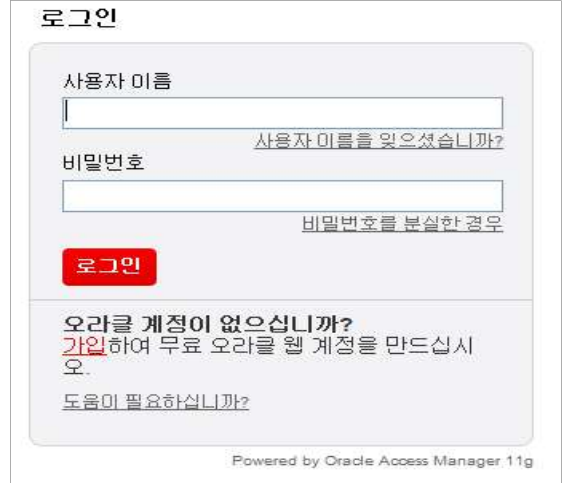 로그인
사용자 이름
사용자 이름을 잊으셨습니까?
비밀번호
비밀번호를 분실한 경우
로그인
오라클 계정이 없으십니까?
가입하여 무료 오라클 웹 계정을 만드십시
오.
도움이 필요하십니까?
Powered by Oracle Access Manager 11g